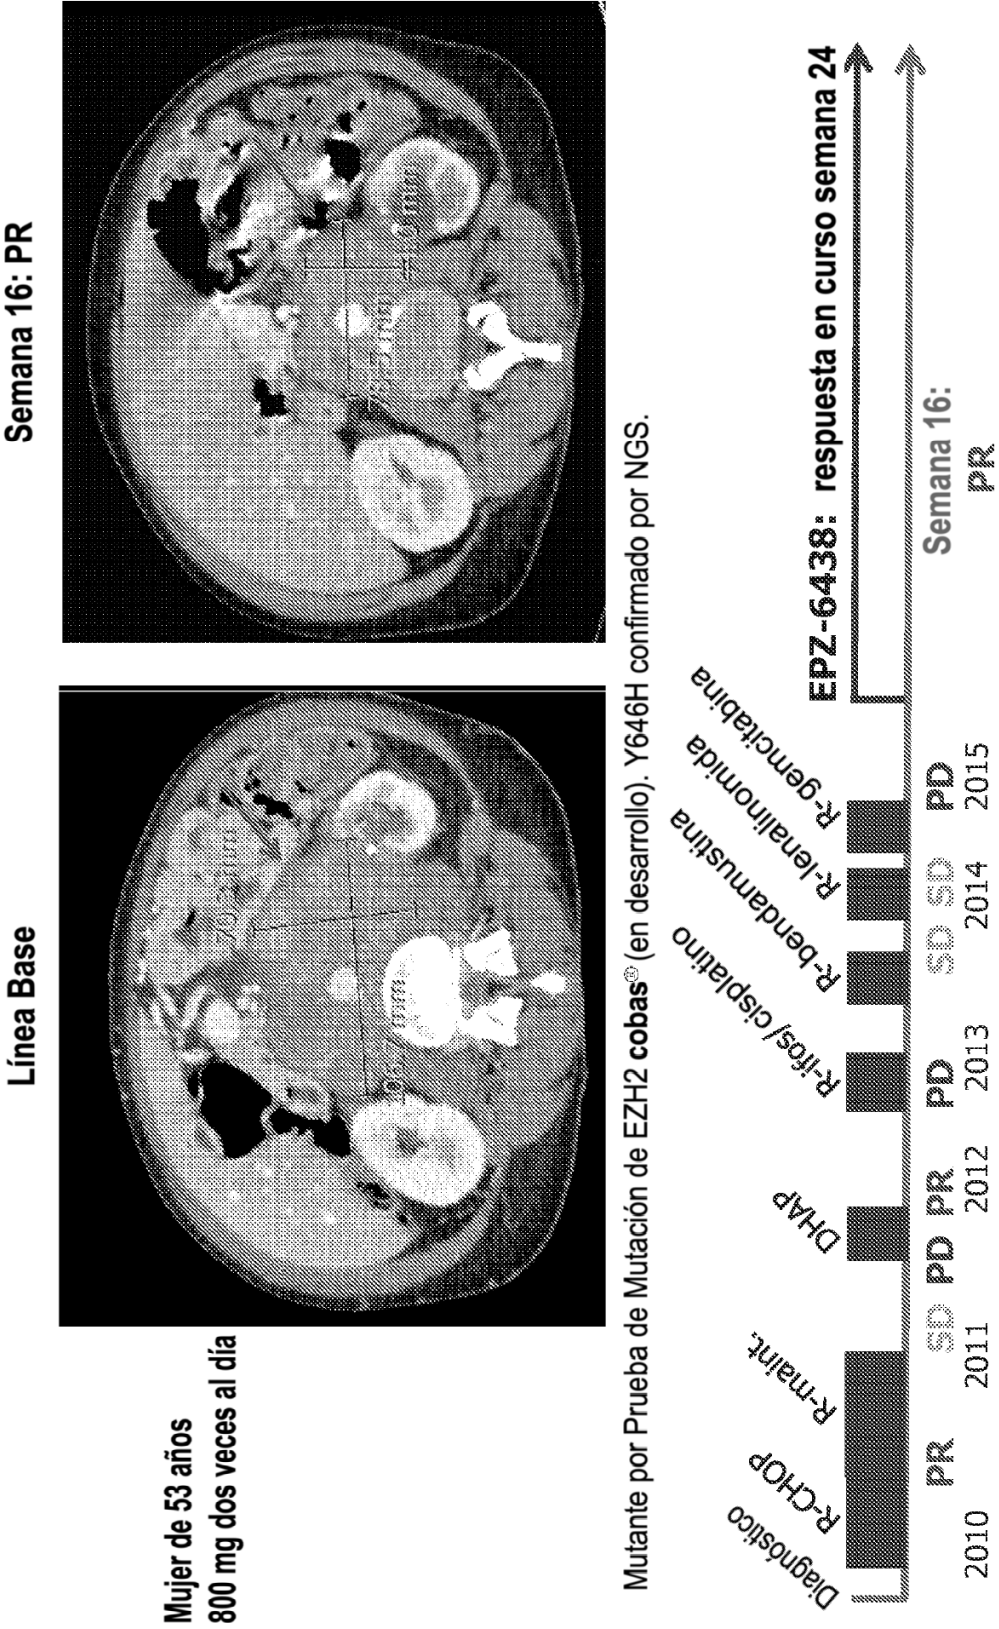 Línea Base
Semana 16: PR
Mujer de 53 años
800 mg dos veces al día
Mutante por Prueba de Mutación de EZH2 cobas® (en desarrollo). Y646H confirmado por NGS.
Diagnóstico
R-CHOP
R-maint.
DHAP
R-ifos/ cisplatino
R-bendamustina
R-lenalinomida
R-gemcitabina
EPZ-6438: respuesta en curso semana 24
PR SD PD PR PD SD SD PD
Semana 16:
PR
2010 2011 2012 2013 2014 2015